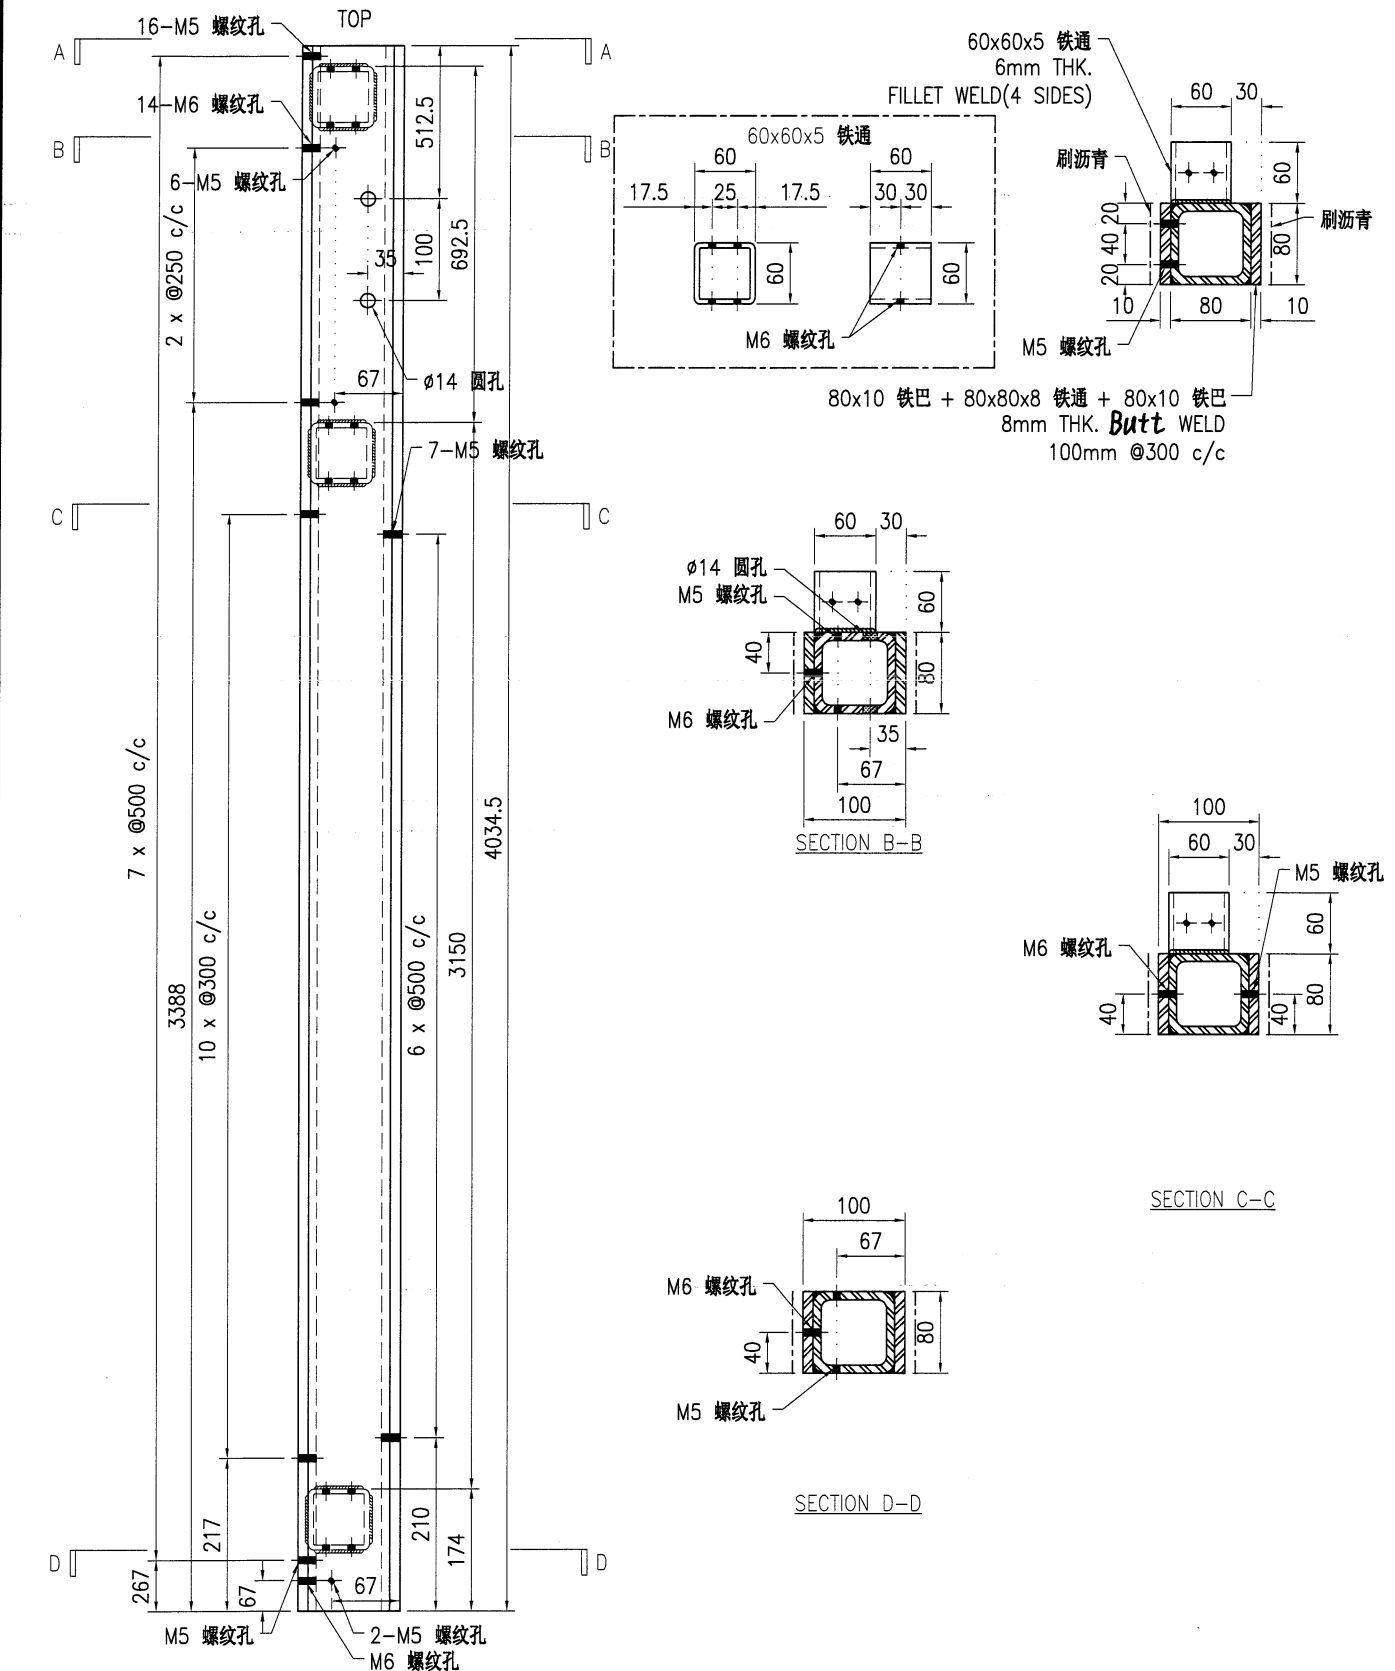 TOP
16-M5 螺纹孔
A
A
14-M6 螺纹孔
B
B
6-M5 螺纹孔
2 x @250 c/c
512.5
100
692.5
35
67
ø14 圆孔
7-M5 螺纹孔
C
C
7 x @500 c/c
3388
10 x @300 c/c
6 x @500 c/c
3150
4034.5
217
210
174
D
D
267
67
67
M5 螺纹孔
2-M5 螺纹孔
M6 螺纹孔
60x60x5 铁通
60
60
17.5
25
17.5
30
30
60
60
M6 螺纹孔
60x60x5 铁通
6mm THK.
FILLET WELD(4 SIDES)
60
30
刷沥青
60
刷沥青
20
40
20
80
10
80
10
M5 螺纹孔
80x10 铁巴 + 80x80x8 铁通 + 80x10 铁巴
8mm THK. Butt WELD
100mm @300 c/c
60
30
ø14 圆孔
M5 螺纹孔
60
40
80
M6 螺纹孔
35
67
100
SECTION B-B
100
60
30
M5 螺纹孔
60
M6 螺纹孔
80
40
40
SECTION C-C
100
67
M6 螺纹孔
40
80
M5 螺纹孔
SECTION D-D